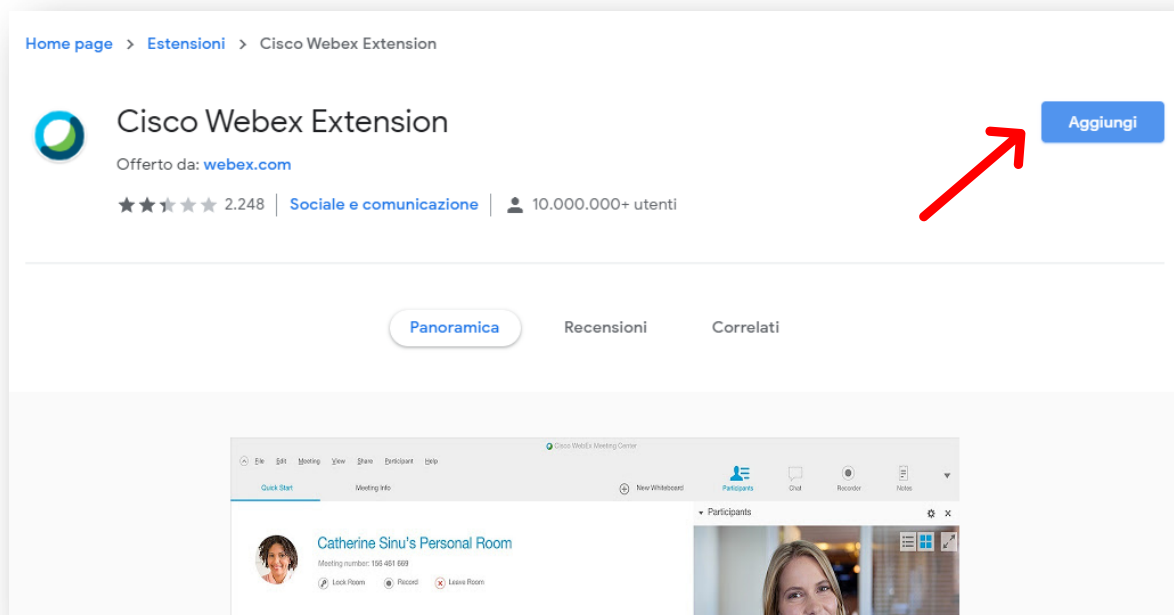 Home page > Estensioni > Cisco Webex Extension
Cisco Webex Extension
Aggiungi
Offerto da: webex.com
2.248 | Sociale e comunicazione | 10.000.000+ utenti
Panoramica Recensioni Correlati
Cisco WebEx Meeting Center
File Edit Meeting View Share Participant Help
Quick Start Meeting Info New Whiteboard Participants Chat Recorder Notes
Participants
Catherine Sinu's Personal Room
Meeting number: 156 461 669
Lock Room Record Leave Room